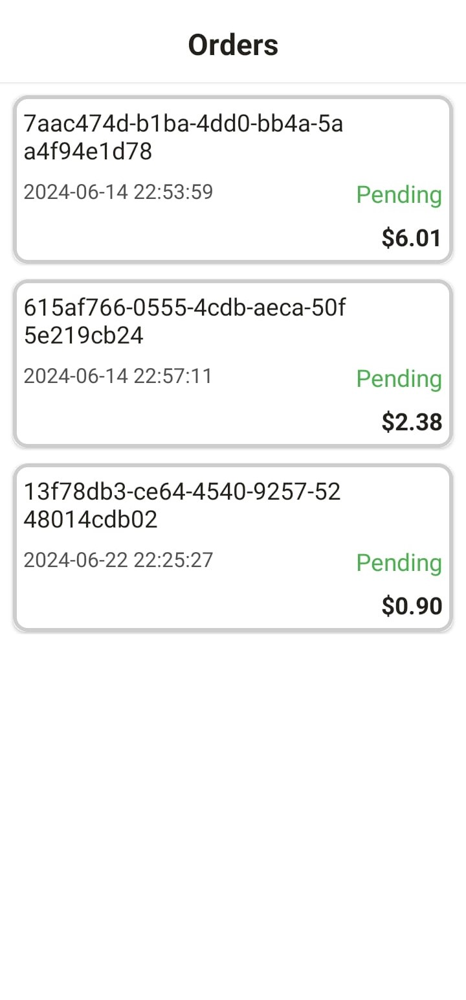 Orders
7aac474d-b1ba-4dd0-bb4a-5a
a4f94e1d78
2024-06-14 22:53:59
Pending
$6.01
615af766-0555-4cdb-aeca-50f
5e219cb24
2024-06-14 22:57:11
Pending
$2.38
13f78db3-ce64-4540-9257-52
48014cdb02
2024-06-22 22:25:27
Pending
$0.90